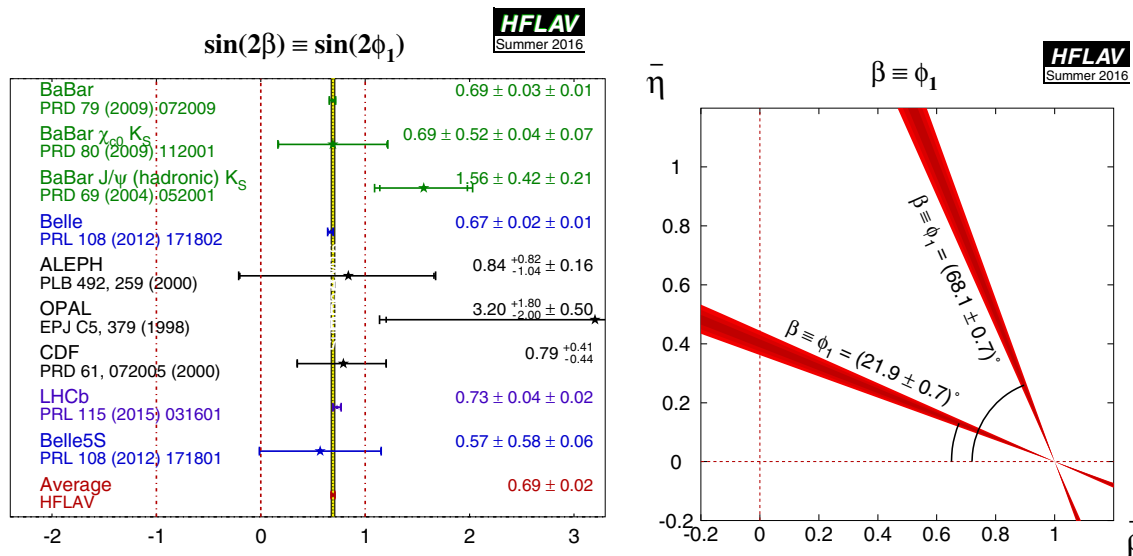 sin(2β) ≡ sin(2ϕ₁)
HFLAV
Summer 2016
BaBar
PRD 79 (2009) 072009
0.69 ± 0.03 ± 0.01
BaBar χc0 KS
PRD 80 (2009) 112001
0.69 ± 0.52 ± 0.04 ± 0.07
BaBar J/ψ (hadronic) KS
PRD 69 (2004) 052001
1.56 ± 0.42 ± 0.21
Belle
PRL 108 (2012) 171802
0.67 ± 0.02 ± 0.01
ALEPH
PLB 492, 259 (2000)
0.84 +0.82 -1.04 ± 0.16
OPAL
EPJ C5, 379 (1998)
3.20 +1.80 -2.00 ± 0.50
CDF
PRD 61, 072005 (2000)
0.79 +0.41 -0.44
LHCb
PRL 115 (2015) 031601
0.73 ± 0.04 ± 0.02
Belle5S
PRL 108 (2012) 171801
0.57 ± 0.58 ± 0.06
Average
HFLAV
0.69 ± 0.02
-2 -1 0 1 2 3
HFLAV
Summer 2016
β ≡ ϕ₁
η̄
1
0.8
0.6
0.4
0.2
0
-0.2
β ≡ ϕ₁ = (68.1 ± 0.7)°
β ≡ ϕ₁ = (21.9 ± 0.7)°
-0.2 0 0.2 0.4 0.6 0.8 1
ρ̄